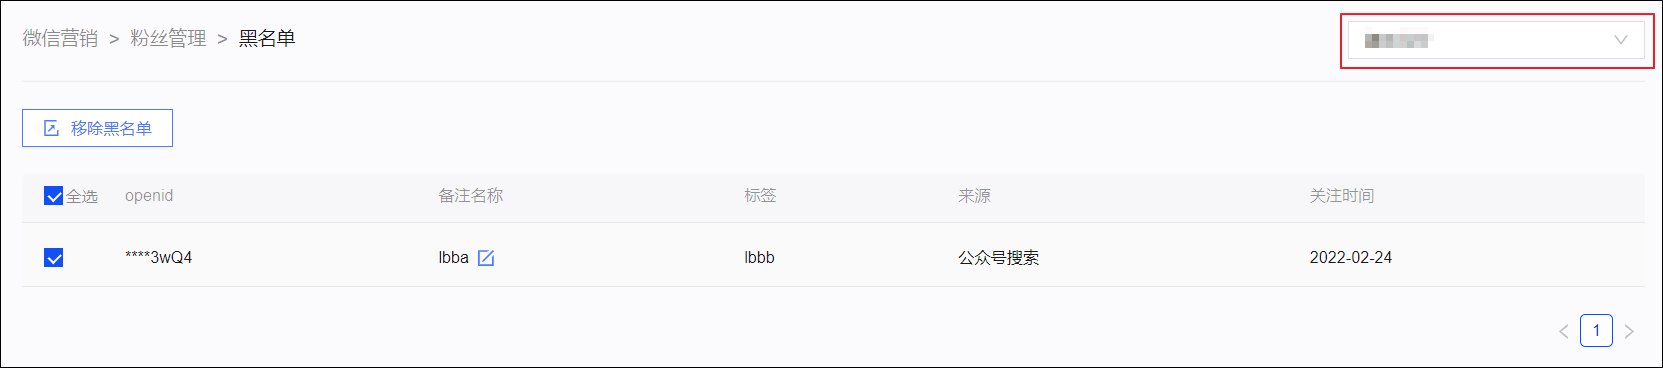 微信营销 > 粉丝管理 > 黑名单
移除黑名单
全选 openid 备注名称 标签 来源 关注时间
****3wQ4 lbba lbbb 公众号搜索 2022-02-24
< 1 >